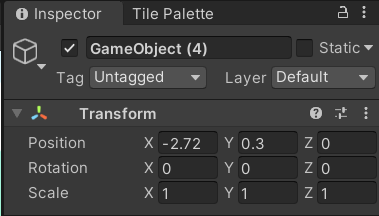 Inspector Tile Palette
GameObject (4) Static
Tag Untagged Layer Default
Transform
Position X -2.72 Y 0.3 Z 0
Rotation X 0 Y 0 Z 0
Scale X 1 Y 1 Z 1